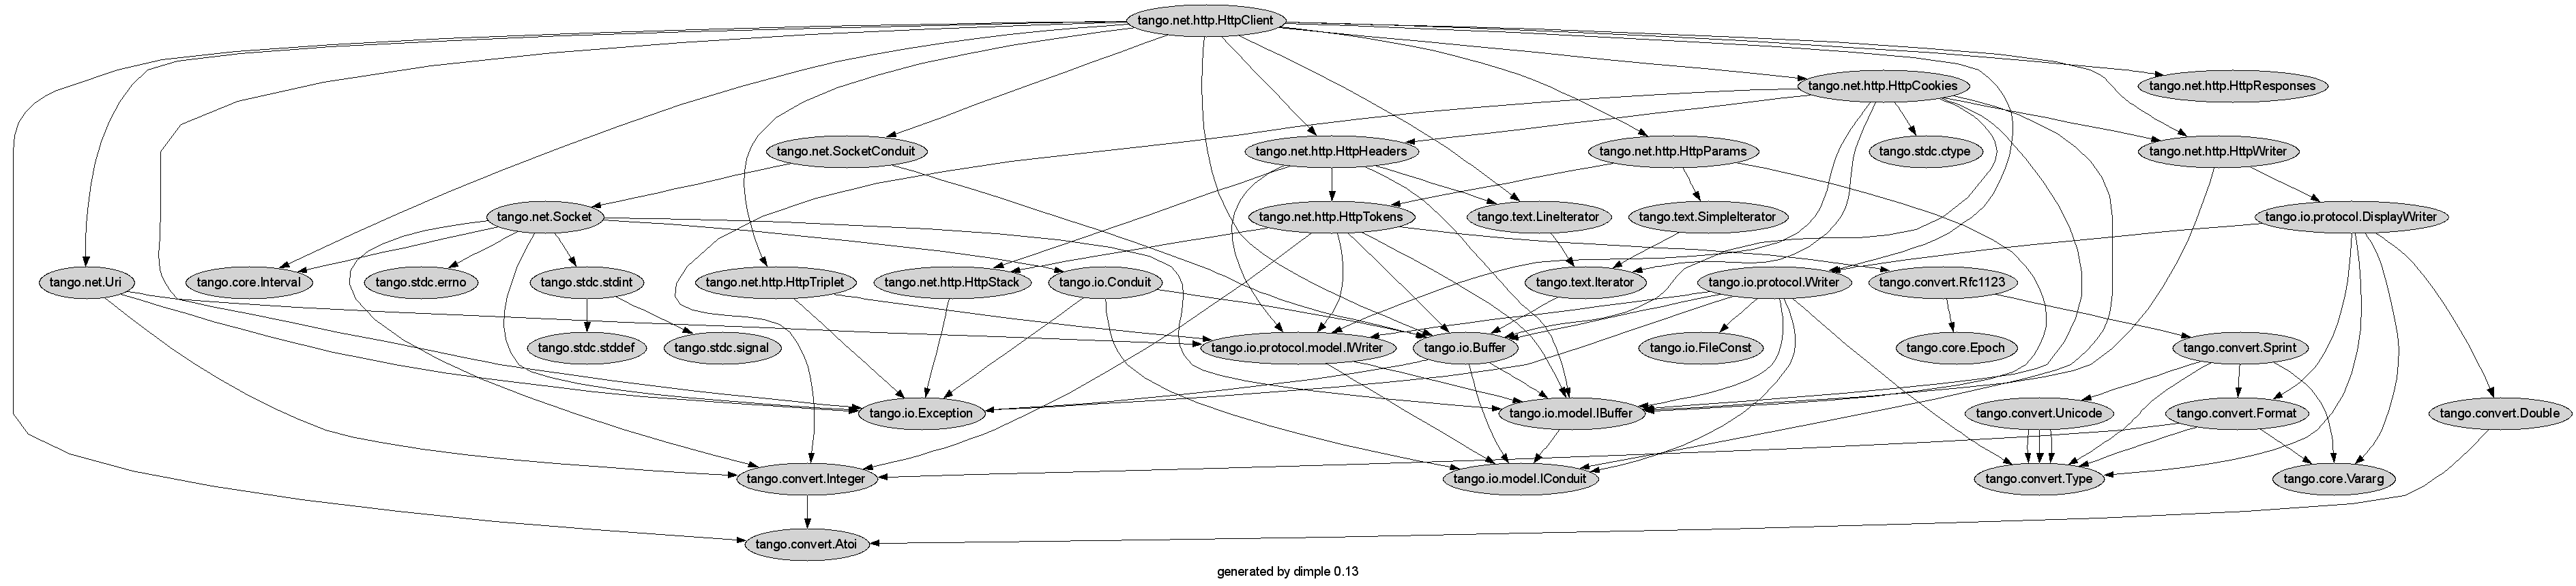 tango.net.http.HttpClient
tango.net.http.HttpCookies
tango.net.http.HttpResponses
tango.net.SocketConduit
tango.net.http.HttpHeaders
tango.net.http.HttpParams
tango.stdc.ctype
tango.net.http.HttpWriter
tango.net.Socket
tango.net.http.HttpTokens
tango.text.LineIterator
tango.text.SimpleIterator
tango.io.protocol.DisplayWriter
tango.net.Uri
tango.core.Interval
tango.stdc.errno
tango.stdc.stdint
tango.net.http.HttpTriplet
tango.net.http.HttpStack
tango.io.Conduit
tango.text.Iterator
tango.io.protocol.Writer
tango.convert.Rfc1123
tango.stdc.stddef
tango.stdc.signal
tango.io.protocol.model.IWriter
tango.io.Buffer
tango.io.FileConst
tango.core.Epoch
tango.convert.Sprint
tango.io.Exception
tango.io.model.IBuffer
tango.convert.Unicode
tango.convert.Format
tango.convert.Double
tango.convert.Integer
tango.io.model.IConduit
tango.convert.Type
tango.core.Vararg
tango.convert.Atoi
generated by dimple 0.13